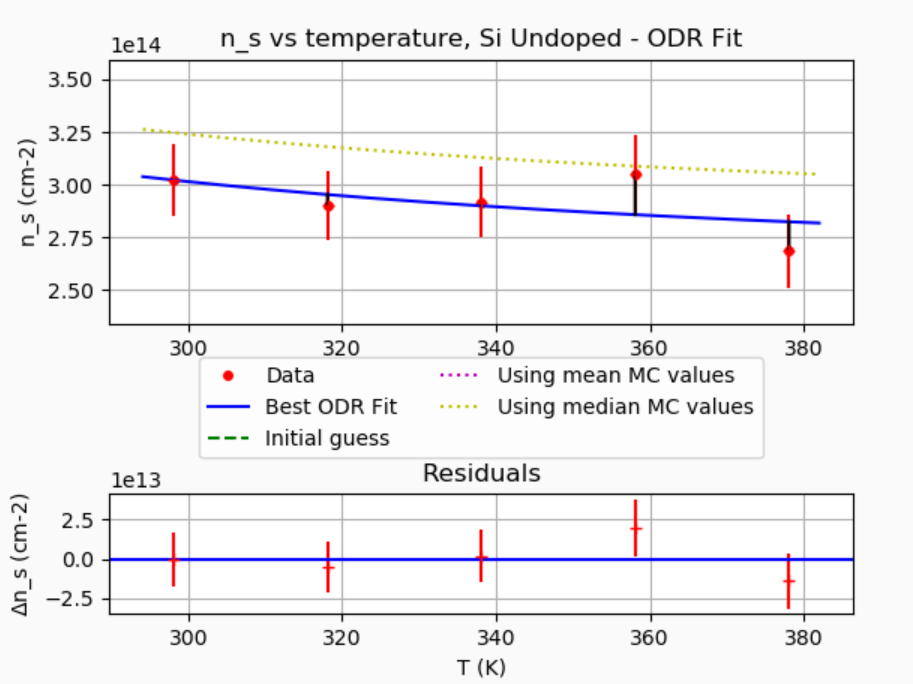 n_s vs temperature, Si Undoped - ODR Fit
1e14
3.50
3.25
3.00
2.75
2.50
n_s (cm-2)
300 320 340 360 380
Data
Best ODR Fit
Initial guess
Using mean MC values
Using median MC values
Residuals
1e13
2.5
0.0
−2.5
Δn_s (cm-2)
300 320 340 360 380
T (K)